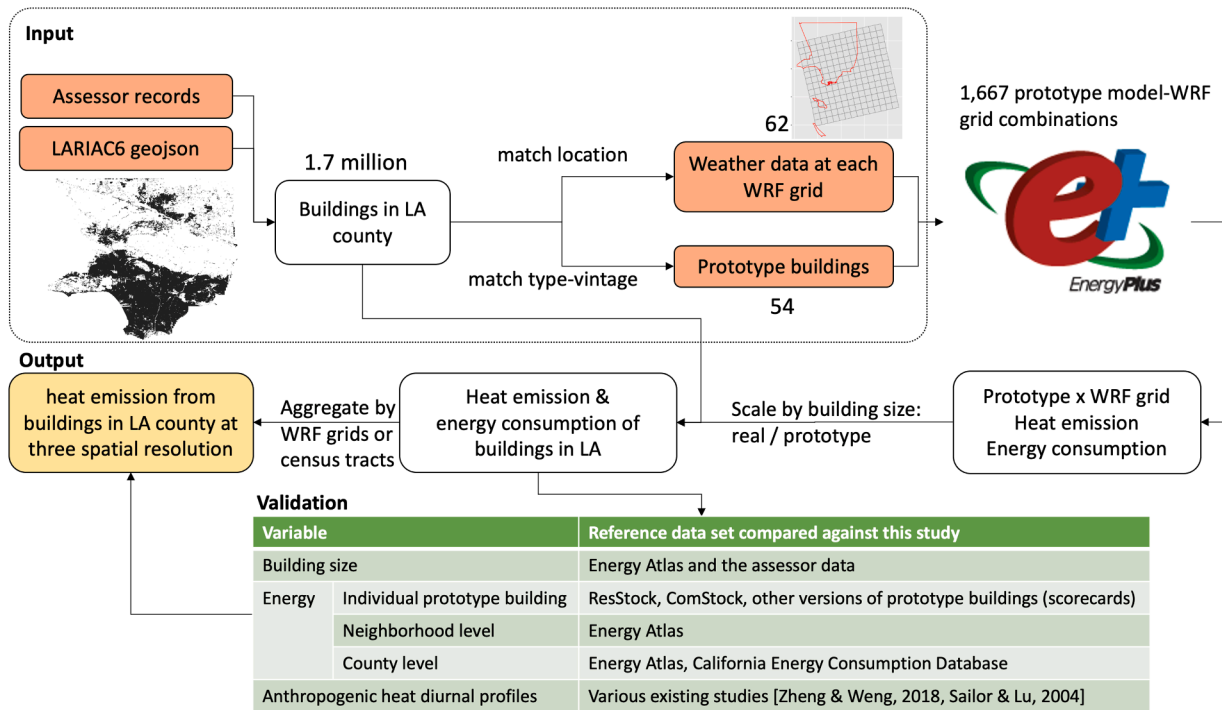 Input
Assessor records
LARIAC6 geojson
1.7 million
Buildings in LA
county
match location
match type-vintage
62
Weather data at each
WRF grid
Prototype buildings
54
1,667 prototype model-WRF
grid combinations
e+
EnergyPlus
Output
heat emission from
buildings in LA county at
three spatial resolution
Aggregate by
WRF grids or
census tracts
Heat emission &
energy consumption of
buildings in LA
Scale by building size:
real / prototype
Prototype x WRF grid
Heat emission
Energy consumption
Validation
Variable Reference data set compared against this study
Building size Energy Atlas and the assessor data
Energy Individual prototype building ResStock, ComStock, other versions of prototype buildings (scorecards)
Neighborhood level Energy Atlas
County level Energy Atlas, California Energy Consumption Database
Anthropogenic heat diurnal profiles Various existing studies [Zheng & Weng, 2018, Sailor & Lu, 2004]